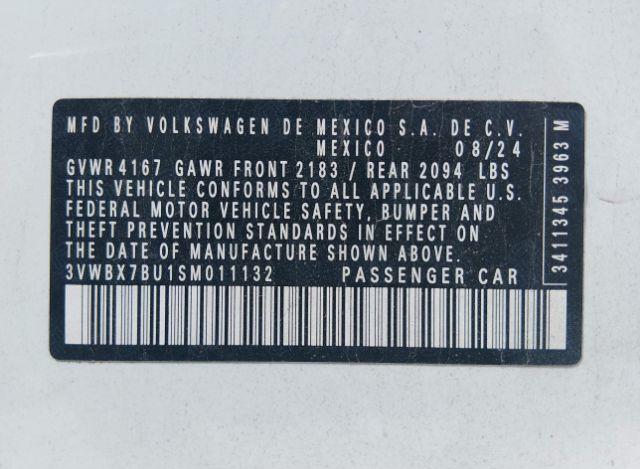 MFD BY VOLKSWAGEN DE MEXICO S.A. DE C.V.
MEXICO 08/24
GVWR 4167 GAWR FRONT 2183 / REAR 2094 LBS
THIS VEHICLE CONFORMS TO ALL APPLICABLE U.S.
FEDERAL MOTOR VEHICLE SAFETY, BUMPER AND
THEFT PREVENTION STANDARDS IN EFFECT ON
THE DATE OF MANUFACTURE SHOWN ABOVE.
3VWBX7BU1SM011132 PASSENGER CAR
3411345 3963 M